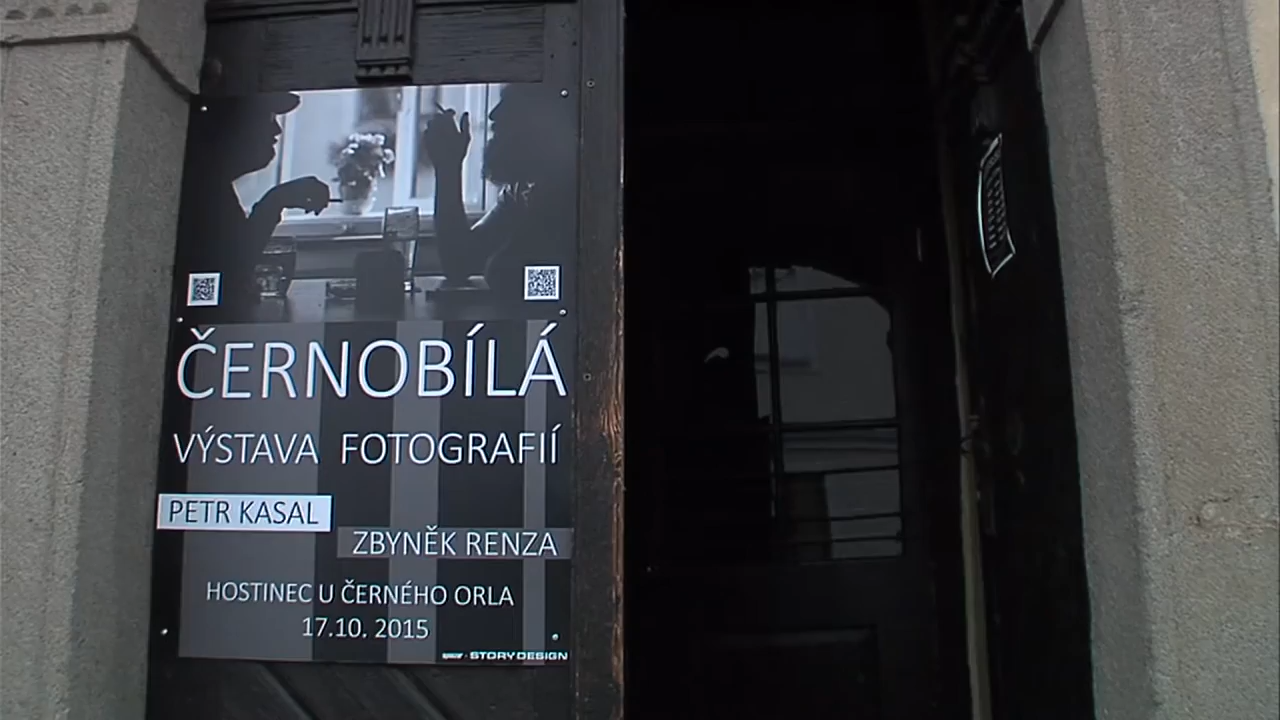 ČERNOBÍLÁ
VÝSTAVA FOTOGRAFIÍ
PETR KASAL
ZBYNĚK RENZA
HOSTINEC U ČERNÉHO ORLA
17.10. 2015
STORY DESIGN